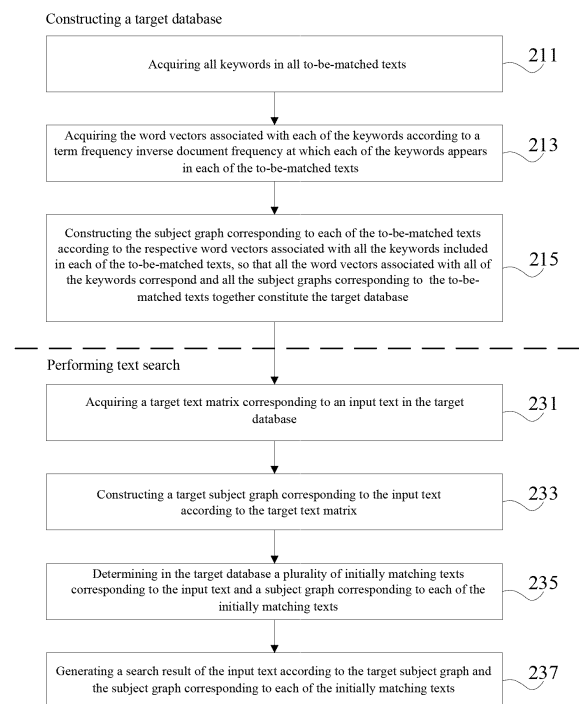 Constructing a target database
Acquiring all keywords in all to-be-matched texts
211
Acquiring the word vectors associated with each of the keywords according to a
term frequency inverse document frequency at which each of the keywords appears
in each of the to-be-matched texts
213
Constructing the subject graph corresponding to each of the to-be-matched texts
according to the respective word vectors associated with all the keywords included
in each of the to-be-matched texts, so that all the word vectors associated with all of
the keywords correspond and all the subject graphs corresponding to the to-be-
matched texts together constitute the target database
215
Performing text search
Acquiring a target text matrix corresponding to an input text in the target
database
231
Constructing a target subject graph corresponding to the input text
according to the target text matrix
233
Determining in the target database a plurality of initially matching texts
corresponding to the input text and a subject graph corresponding to each of the
initially matching texts
235
Generating a search result of the input text according to the target subject graph and
the subject graph corresponding to each of the initially matching texts
237